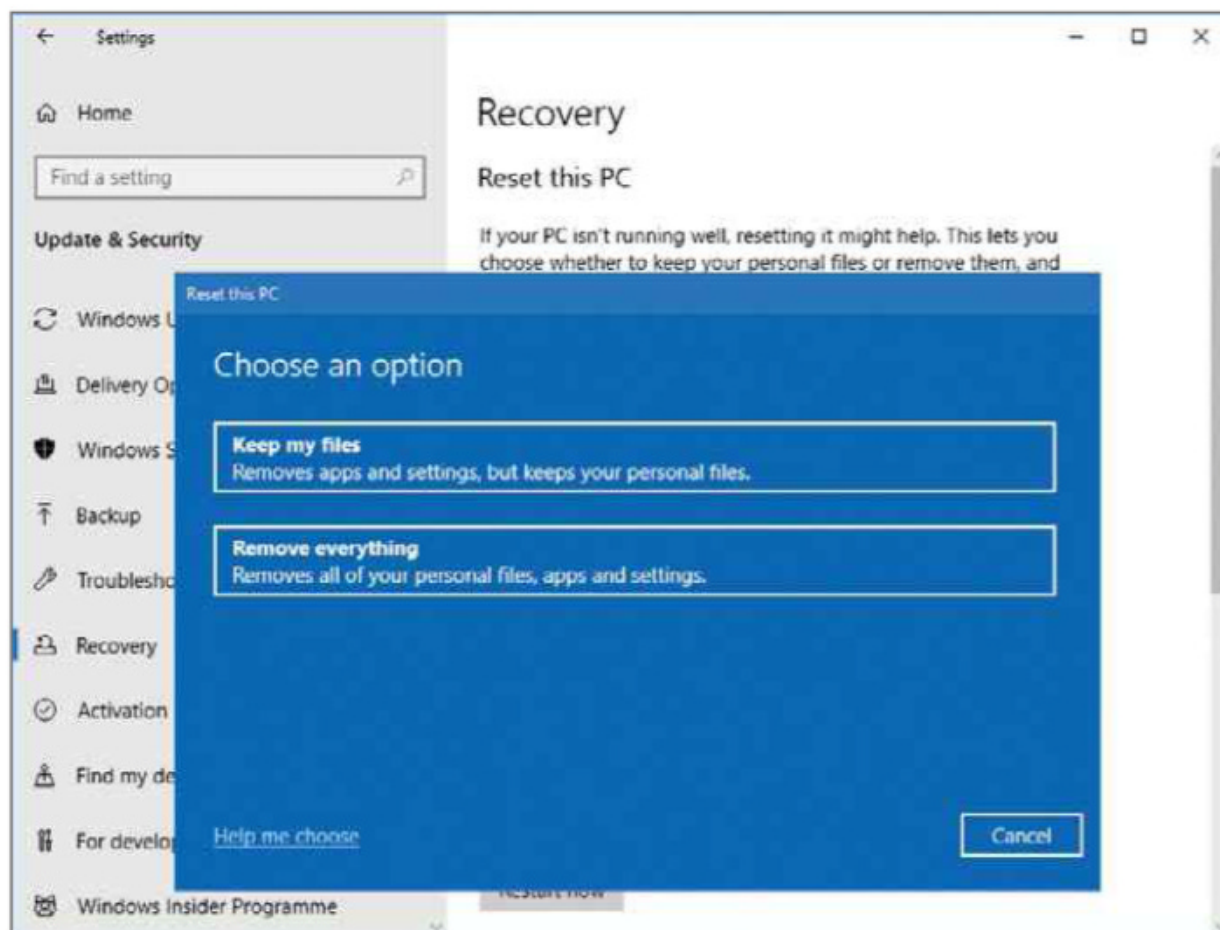 Settings
Home
Find a setting
Update & Security
Windows U
Delivery Op
Windows S
Backup
Troublesho
Recovery
Activation
Find my de
For develop
Windows Insider Programme
Recovery
Reset this PC
If your PC isn't running well, resetting it might help. This lets you
choose whether to keep your personal files or remove them, and
Reset this PC
Choose an option
Keep my files
Removes apps and settings, but keeps your personal files.
Remove everything
Removes all of your personal files, apps and settings.
Help me choose
Cancel
Restart now